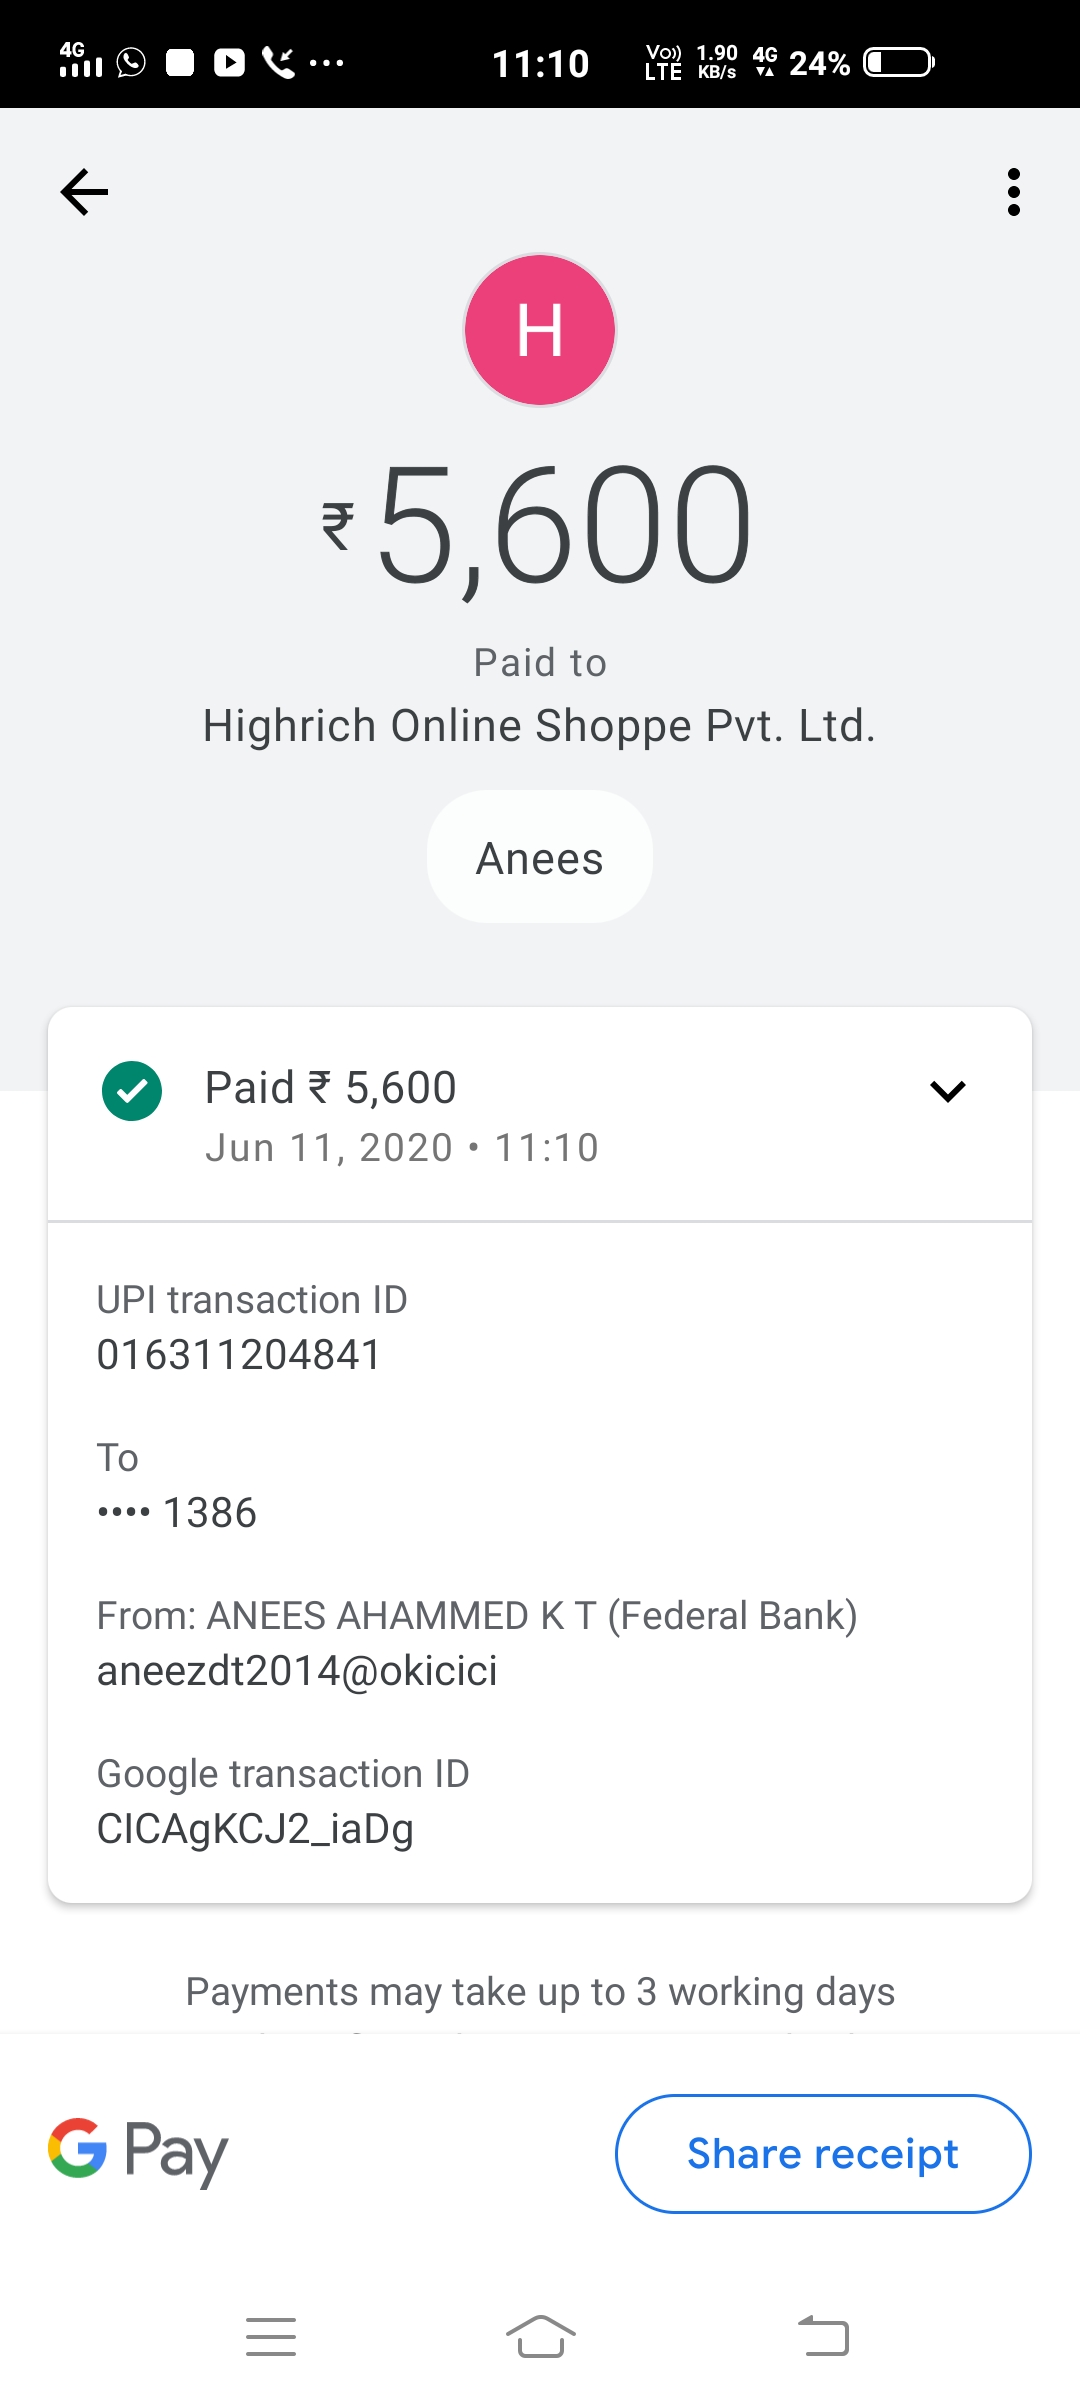 4G
11:10
Vo)) LTE
1.90 KB/s
4G
24%
H
₹5,600
Paid to
Highrich Online Shoppe Pvt. Ltd.
Anees
Paid ₹ 5,600
Jun 11, 2020 • 11:10
UPI transaction ID
016311204841
To
•••• 1386
From: ANEES AHAMMED K T (Federal Bank)
aneezdt2014@okicici
Google transaction ID
CICAgKCJ2_iaDg
Payments may take up to 3 working days
G Pay
Share receipt